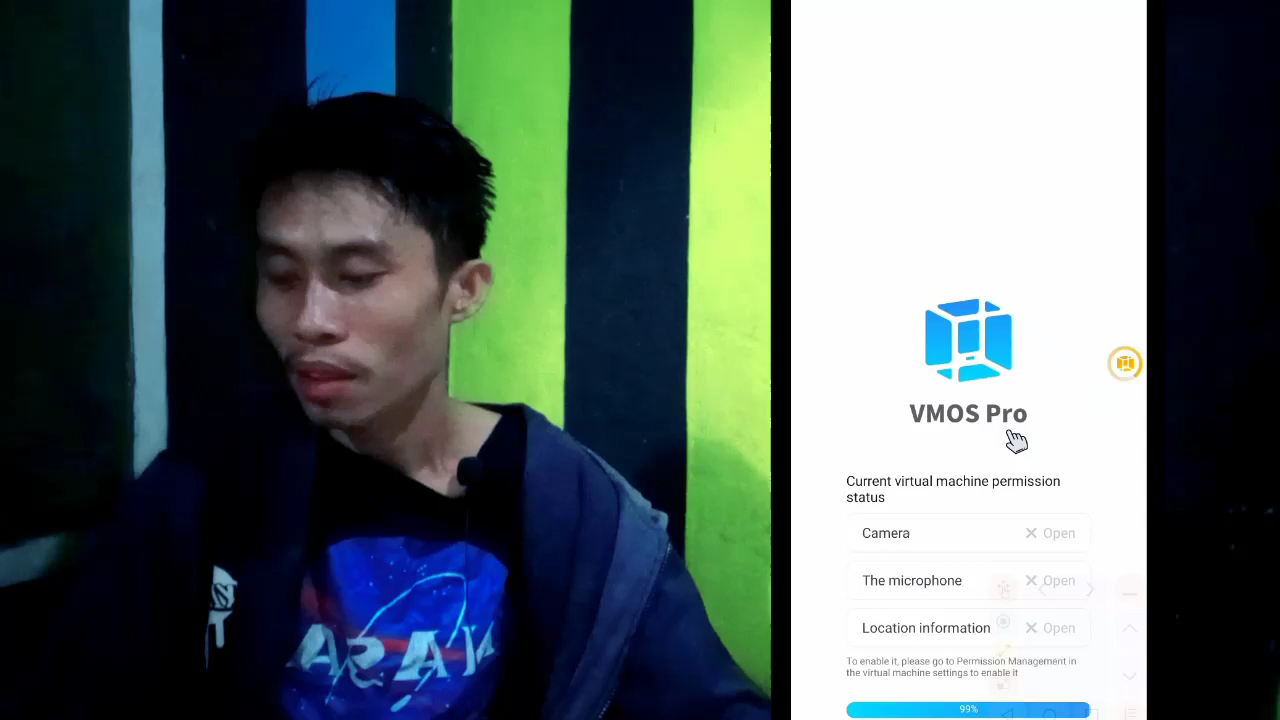 VMOS Pro
Current virtual machine permission
status
Camera
Open
The microphone
Open
Location information
Open
To enable it, please go to Permission Management in
the virtual machine settings to enable it
99%